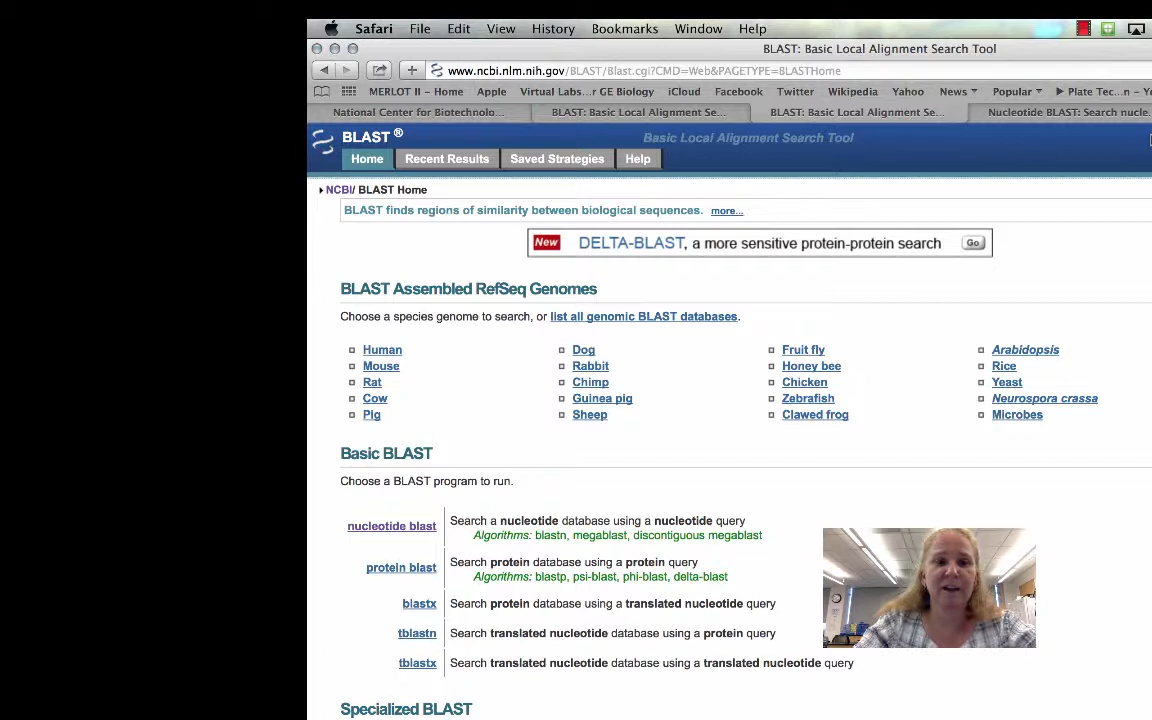 Safari File Edit View History Bookmarks Window Help
BLAST: Basic Local Alignment Search Tool
www.ncbi.nlm.nih.gov/BLAST/Blast.cgi?CMD=Web&PAGETYPE=BLASTHome
MERLOT II – Home Apple Virtual Labs...r GE Biology iCloud Facebook Twitter Wikipedia Yahoo News Popular Plate Tec...n – Y
National Center for Biotechnolo... BLAST: Basic Local Alignment Se... BLAST: Basic Local Alignment Se... Nucleotide BLAST: Search nucle.
BLAST ® Basic Local Alignment Search Tool
Home Recent Results Saved Strategies Help
NCBI/ BLAST Home
BLAST finds regions of similarity between biological sequences. more...
New DELTA-BLAST, a more sensitive protein-protein search Go
BLAST Assembled RefSeq Genomes
Choose a species genome to search, or list all genomic BLAST databases.
Human Dog Fruit fly Arabidopsis
Mouse Rabbit Honey bee Rice
Rat Chimp Chicken Yeast
Cow Guinea pig Zebrafish Neurospora crassa
Pig Sheep Clawed frog Microbes
Basic BLAST
Choose a BLAST program to run.
nucleotide blast Search a nucleotide database using a nucleotide query
Algorithms: blastn, megablast, discontiguous megablast
protein blast Search protein database using a protein query
Algorithms: blastp, psi-blast, phi-blast, delta-blast
blastx Search protein database using a translated nucleotide query
tblastn Search translated nucleotide database using a protein query
tblastx Search translated nucleotide database using a translated nucleotide query
Specialized BLAST